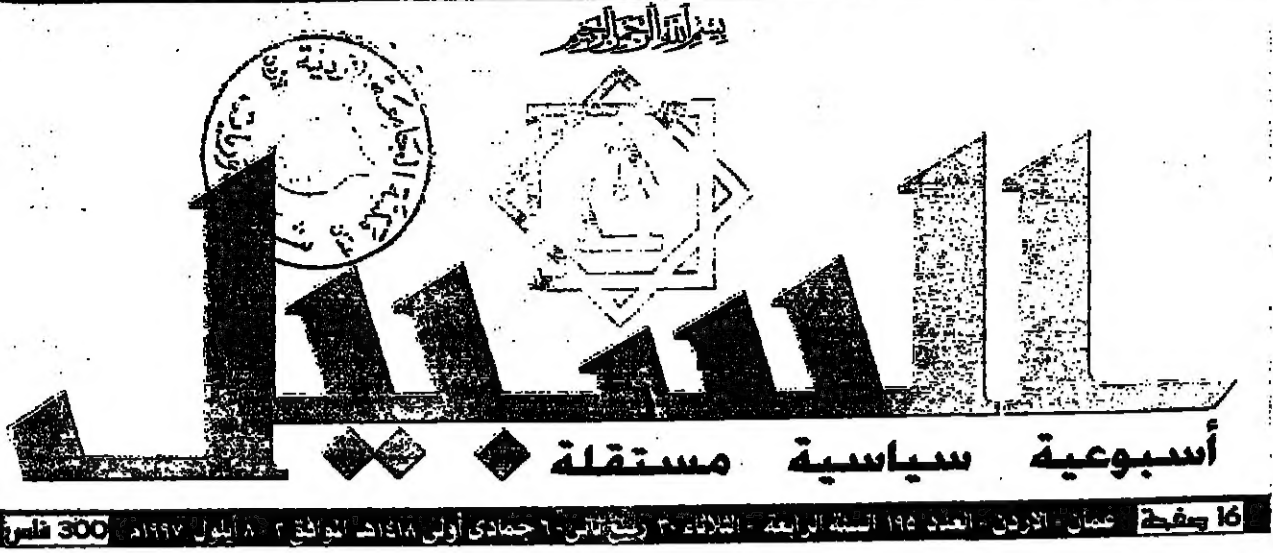 بسم الله الرحمن الرحيم
السبيل
أسبوعية سياسية مستقلة
16 صفحة عمان - الاردن - العدد ١٩٥ السنة الرابعة - الثلاثاء ٣٠ ربيع ثاني - ٦ جمادى أولى ١٤١٨هـ الموافق ٢ - ٨ أيلول ١٩٩٧م 300 فلس